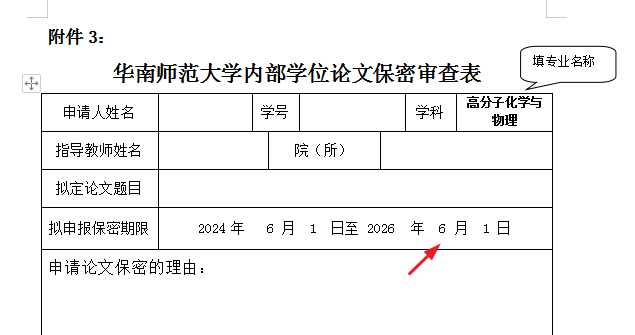 附件 3：
华南师范大学内部学位论文保密审查表
填专业名称
申请人姓名 学号 学科 高分子化学与
物理
指导教师姓名 院（所）
拟定论文题目
拟申报保密期限 2024 年 6 月 1 日至 2026 年 6 月 1 日
申请论文保密的理由：